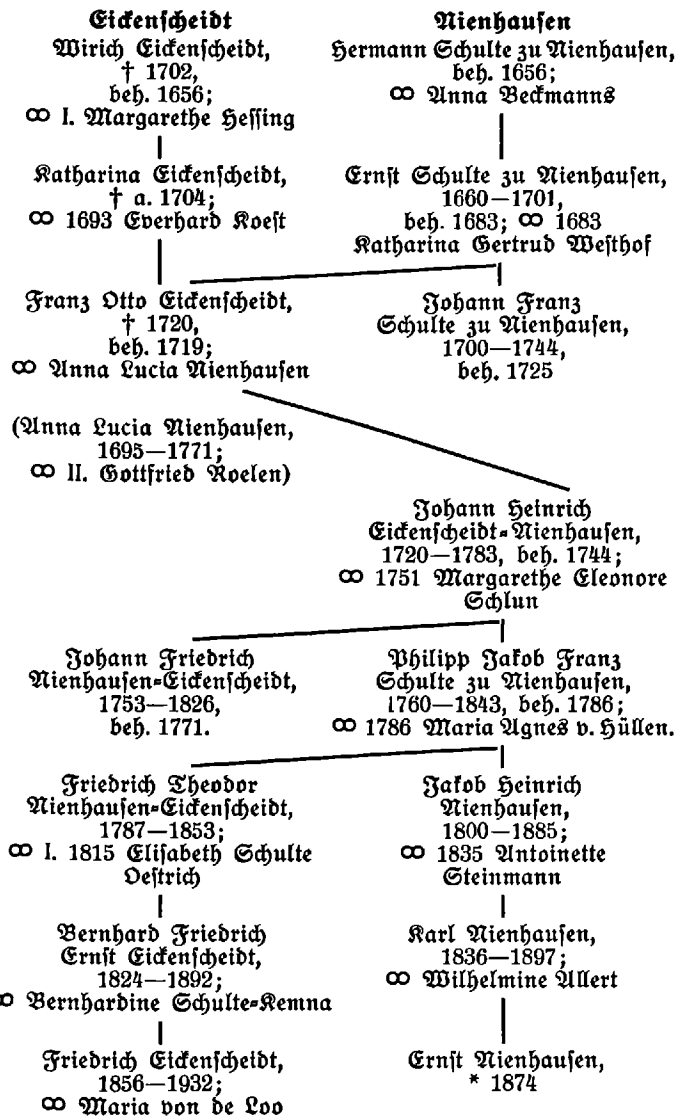 Eickenscheidt
Wirich Eickenscheidt,
† 1702,
beh. 1656;
∞ I. Margarethe Hessing
Nienhausen
Hermann Schulte zu Nienhausen,
beh. 1656;
∞ Anna Beckmanns
Katharina Eickenscheidt,
† a. 1704;
∞ 1693 Everhard Koest
Ernst Schulte zu Nienhausen,
1660—1701,
beh. 1683; ∞ 1683
Katharina Gertrud Westhof
Franz Otto Eickenscheidt,
† 1720,
beh. 1719;
∞ Anna Lucia Nienhausen
Johann Franz
Schulte zu Nienhausen,
1700—1744,
beh. 1725
(Anna Lucia Nienhausen,
1695—1771;
∞ II. Gottfried Roelen)
Johann Heinrich
Eickenscheidt-Nienhausen,
1720—1783, beh. 1744;
∞ 1751 Margarethe Eleonore
Schlun
Johann Friedrich
Nienhausen-Eickenscheidt,
1753—1826,
beh. 1771.
Philipp Jakob Franz
Schulte zu Nienhausen,
1760—1843, beh. 1786;
∞ 1786 Maria Agnes v. Hüllen.
Friedrich Theodor
Nienhausen-Eickenscheidt,
1787—1853;
∞ I. 1815 Elisabeth Schulte
Oestrich
Jakob Heinrich
Nienhausen,
1800—1885;
∞ 1835 Antoinette
Steinmann
Bernhard Friedrich
Ernst Eickenscheidt,
1824—1892;
∞ Bernhardine Schulte-Kemna
Karl Nienhausen,
1836—1897;
∞ Wilhelmine Allert
Friedrich Eickenscheidt,
1856—1932;
∞ Maria von de Loo
Ernst Nienhausen,
* 1874